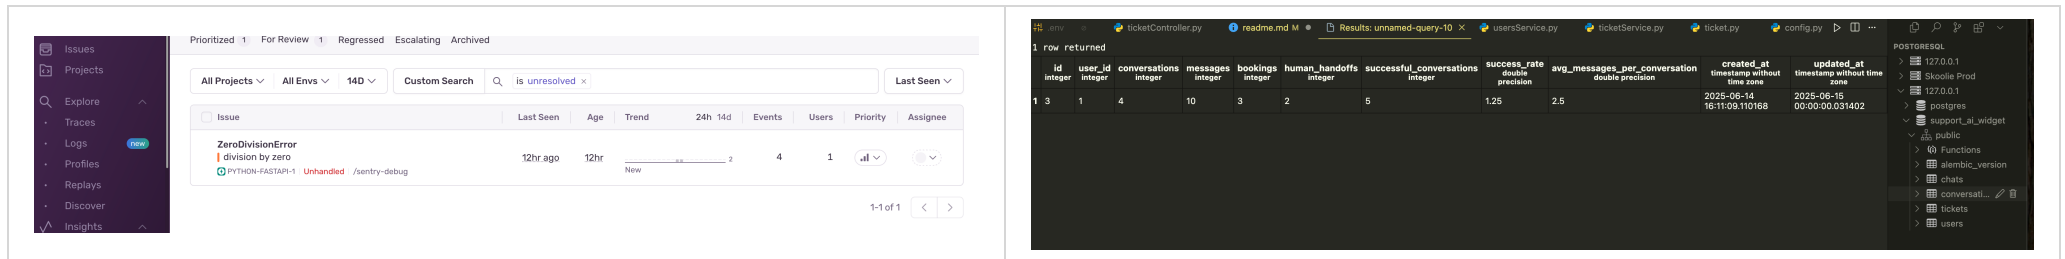 Issues
Projects
Explore
Traces
Logs new
Profiles
Replays
Discover
Insights
Prioritized 1 For Review 1 Regressed Escalating Archived
All Projects All Envs 14D Custom Search is unresolved × Last Seen
Issue Last Seen Age Trend 24h 14d Events Users Priority Assignee
ZeroDivisionError
division by zero
PYTHON-FASTAPI-1 Unhandled /sentry-debug
12hr ago 12hr 2 4 1
New
1-1 of 1
.env ticketController.py readme.md M Results: unnamed-query-10 × usersService.py ticketService.py ticket.py config.py
1 row returned
id integer user_id integer conversations integer messages integer bookings integer human_handoffs integer successful_conversations integer success_rate double precision avg_messages_per_conversation double precision created_at timestamp without time zone updated_at timestamp without time zone
1 3 1 4 10 3 2 5 1.25 2.5 2025-06-14 16:11:09.110168 2025-06-15 00:00:00.031402
POSTGRESQL
127.0.0.1
Skoolie Prod
127.0.0.1
postgres
support_ai_widget
public
Functions
alembic_version
chats
conversati...
tickets
users